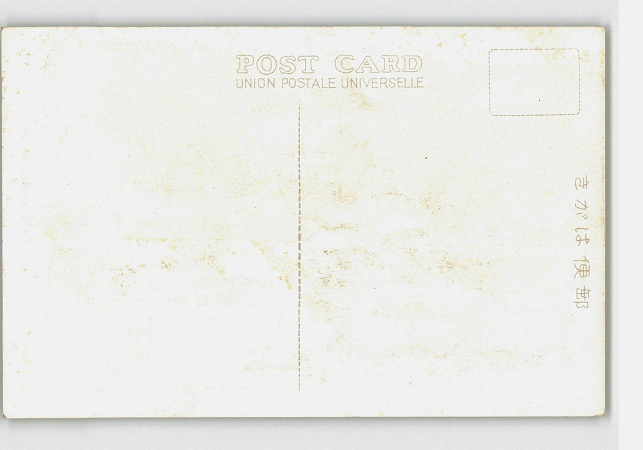 POST CARD
UNION POSTALE UNIVERSELLE
きがは便郵